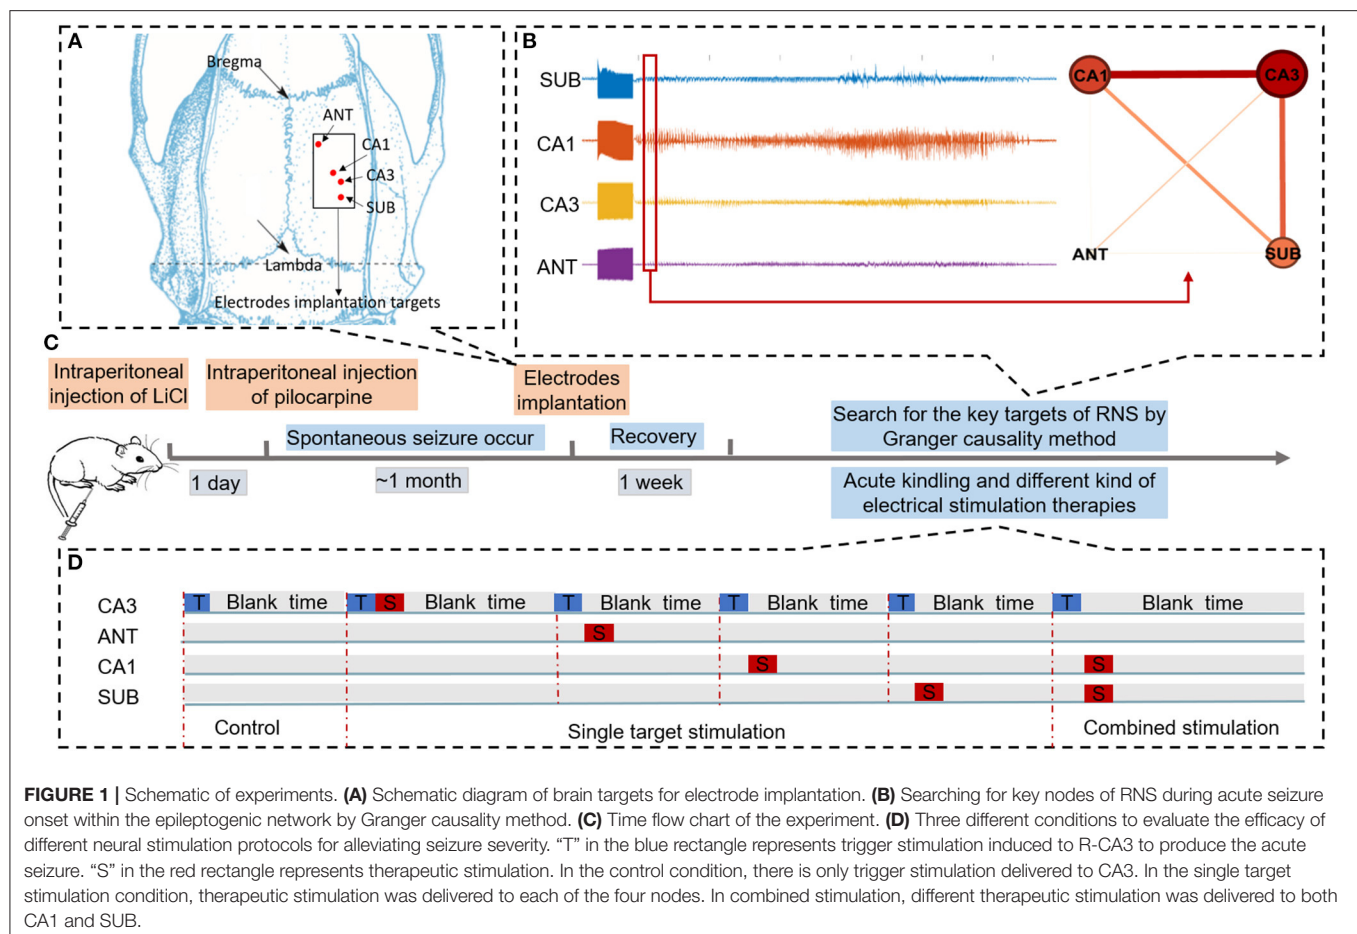 A
Bregma
ANT
CA1
CA3
SUB
Lambda
Electrodes implantation targets
B
SUB
CA1
CA3
ANT
CA1
CA3
ANT
SUB
C
Intraperitoneal
injection of LiCl
Intraperitoneal injection
of pilocarpine
Electrodes
implantation
Spontaneous seizure occur
Recovery
Search for the key targets of RNS by
Granger causality method
1 day
~1 month
1 week
Acute kindling and different kind of
electrical stimulation therapies
D
CA3
T Blank time T S Blank time T Blank time T Blank time T Blank time T Blank time
ANT
S
CA1
S S
SUB
S S
Control
Single target stimulation
Combined stimulation
FIGURE 1 | Schematic of experiments. (A) Schematic diagram of brain targets for electrode implantation. (B) Searching for key nodes of RNS during acute seizure
onset within the epileptogenic network by Granger causality method. (C) Time flow chart of the experiment. (D) Three different conditions to evaluate the efficacy of
different neural stimulation protocols for alleviating seizure severity. “T” in the blue rectangle represents trigger stimulation induced to R-CA3 to produce the acute
seizure. “S” in the red rectangle represents therapeutic stimulation. In the control condition, there is only trigger stimulation delivered to CA3. In the single target
stimulation condition, therapeutic stimulation was delivered to each of the four nodes. In combined stimulation, different therapeutic stimulation was delivered to both
CA1 and SUB.